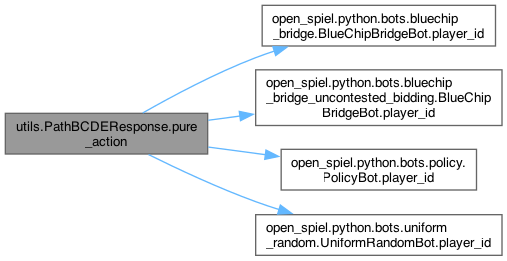 open_spiel.python.bots.bluechip
_bridge.BlueChipBridgeBot.player_id
open_spiel.python.bots.bluechip
_bridge_uncontested_bidding.BlueChip
BridgeBot.player_id
utils.PathBCDEResponse.pure
_action
open_spiel.python.bots.policy.
PolicyBot.player_id
open_spiel.python.bots.uniform
_random.UniformRandomBot.player_id